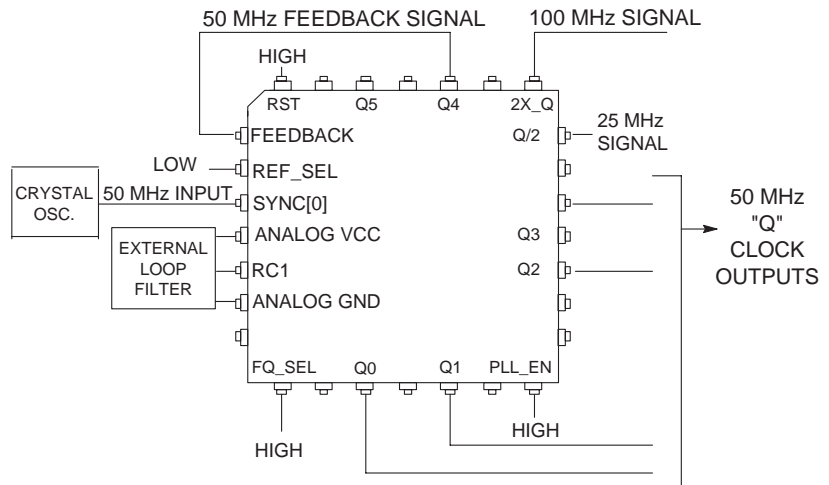 50 MHz FEEDBACK SIGNAL
100 MHz SIGNAL
HIGH
RST
Q5
Q4
2X_Q
FEEDBACK
Q/2
25 MHz
SIGNAL
LOW
REF_SEL
CRYSTAL
OSC.
50 MHz INPUT
SYNC[0]
50 MHz
"Q"
CLOCK
OUTPUTS
EXTERNAL
LOOP
FILTER
ANALOG VCC
Q3
RC1
Q2
ANALOG GND
FQ_SEL
Q0
Q1
PLL_EN
HIGH
HIGH